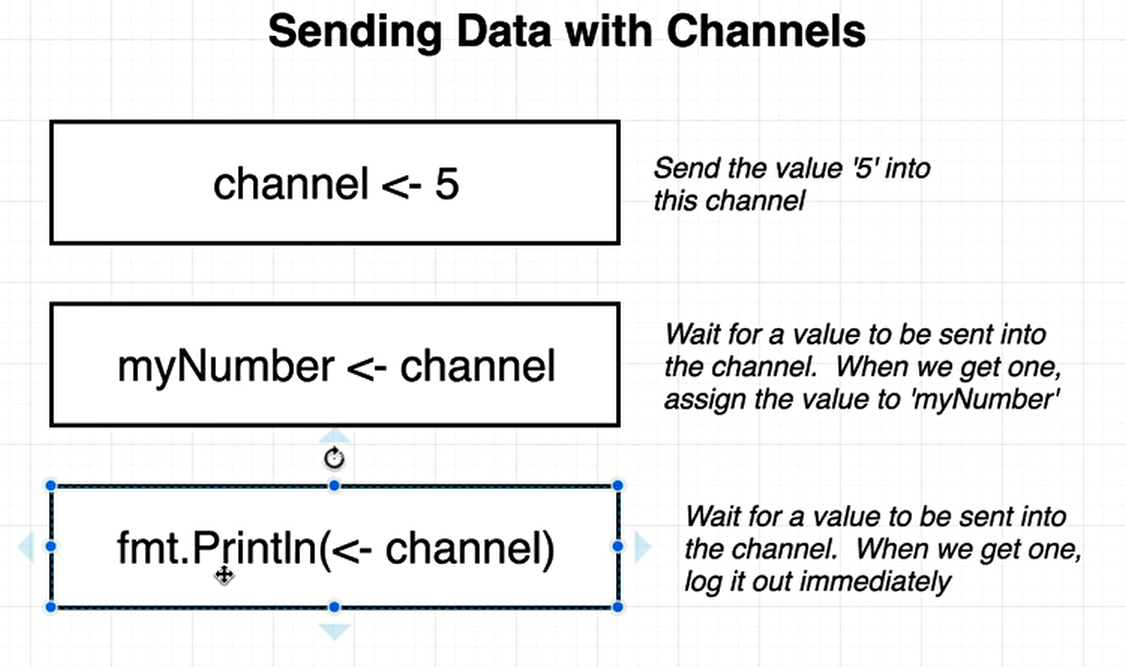 Sending Data with Channels
channel <- 5
Send the value '5' into
this channel
myNumber <- channel
Wait for a value to be sent into
the channel.  When we get one,
assign the value to 'myNumber'
fmt.Println(<- channel)
Wait for a value to be sent into
the channel.  When we get one,
log it out immediately